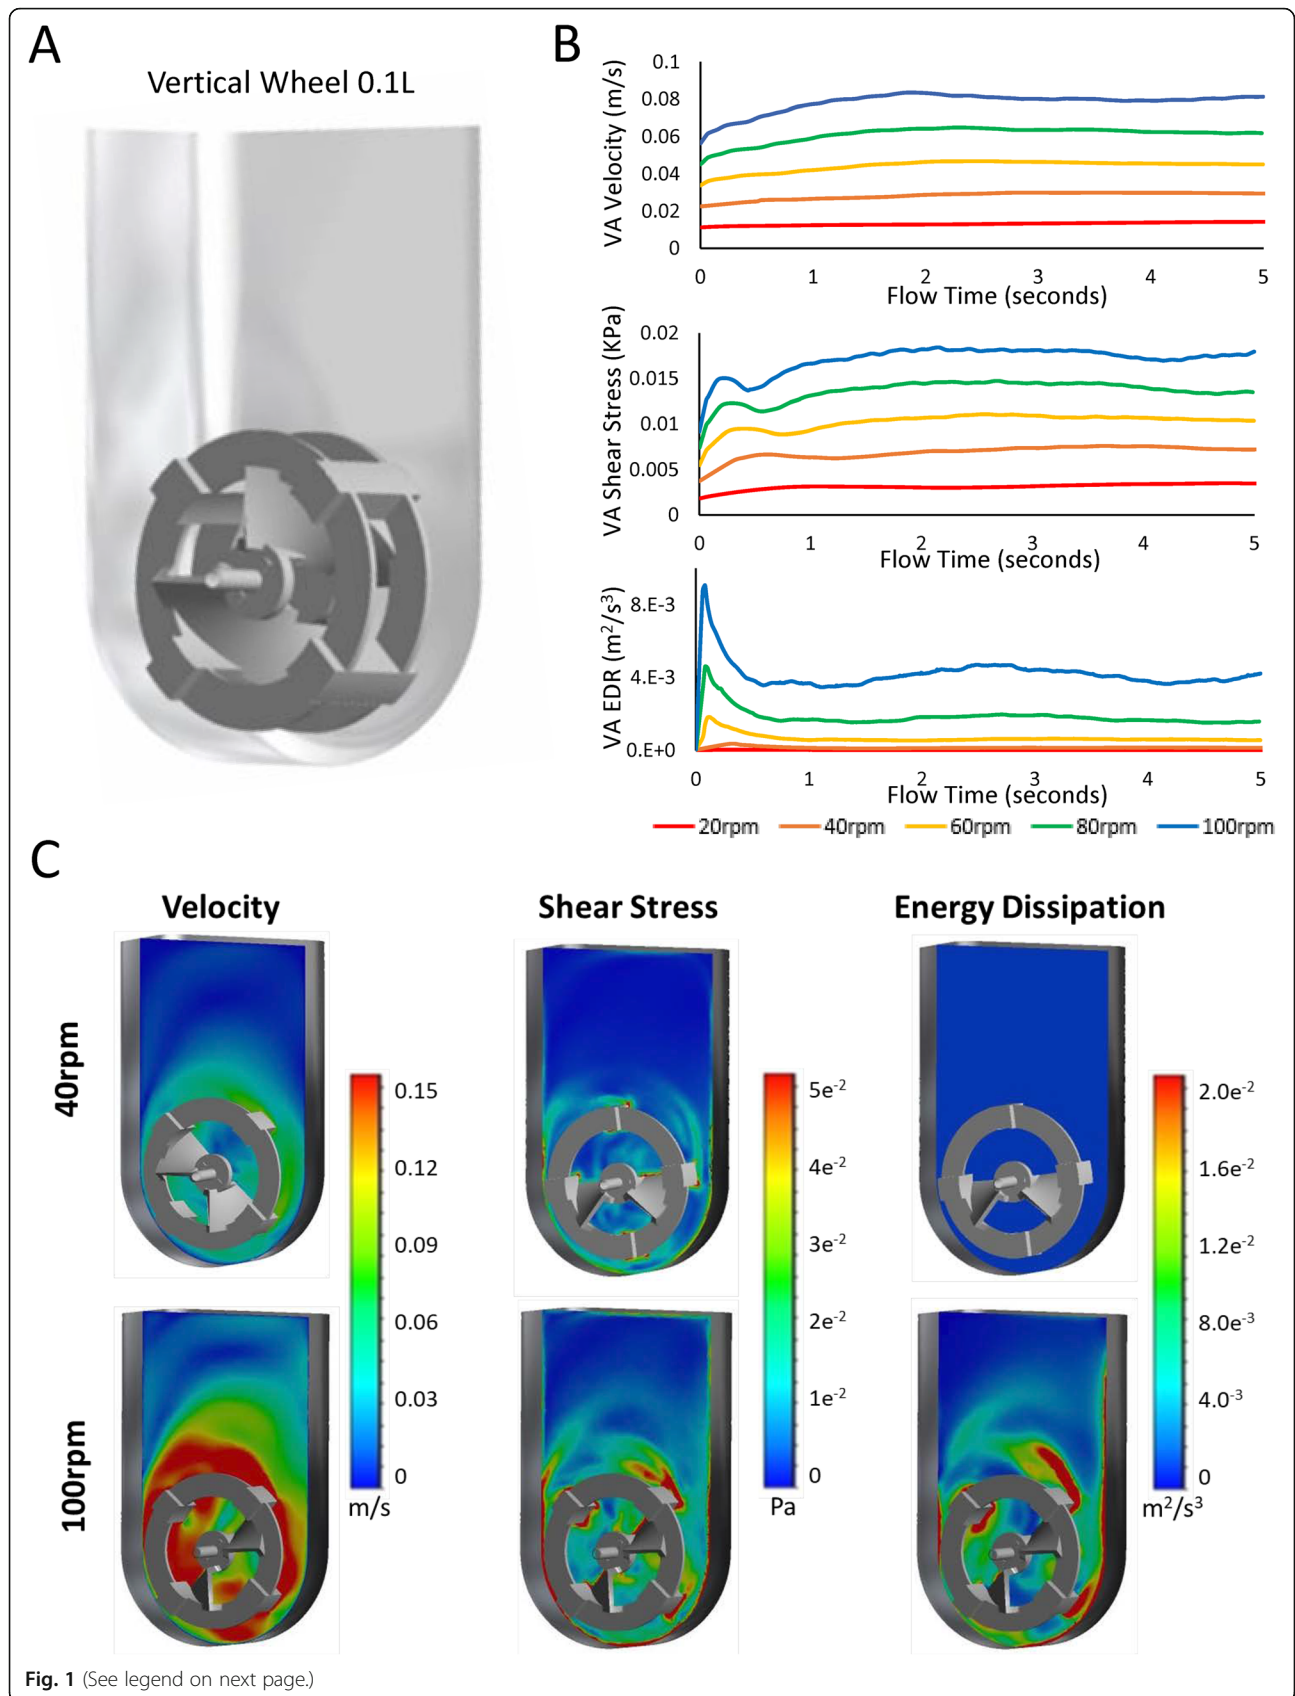 A
Vertical Wheel 0.1L
B
VA Velocity (m/s)
0.1
0.08
0.06
0.04
0.02
0
0 1 2 3 4 5
Flow Time (seconds)
VA Shear Stress (KPa)
0.02
0.015
0.01
0.005
0
0 1 2 3 4 5
Flow Time (seconds)
VA EDR (m²/s³)
8.E-3
4.E-3
0.E+0
0 1 2 3 4 5
Flow Time (seconds)
20rpm 40rpm 60rpm 80rpm 100rpm
C
Velocity Shear Stress Energy Dissipation
40rpm
100rpm
0.15
0.12
0.09
0.06
0.03
0
m/s
5e⁻²
4e⁻²
3e⁻²
2e⁻²
1e⁻²
0
Pa
2.0e⁻²
1.6e⁻²
1.2e⁻²
8.0e⁻³
4.0⁻³
0
m²/s³
Fig. 1 (See legend on next page.)